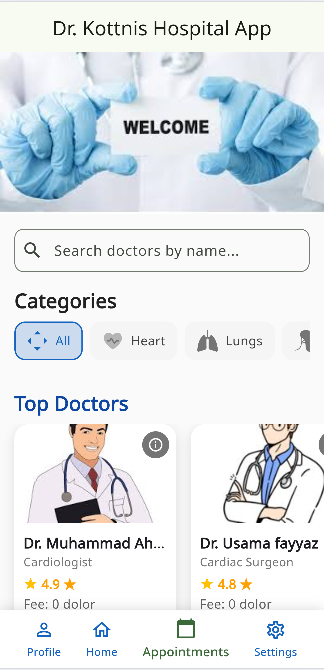 Dr. Kottnis Hospital App
WELCOME
Search doctors by name...
Categories
All
Heart
Lungs
Top Doctors
Dr. Muhammad Ah...
Cardiologist
4.9
Fee: 0 dolor
Dr. Usama fayyaz
Cardiac Surgeon
4.8
Fee: 0 dolor
Profile
Home
Appointments
Settings